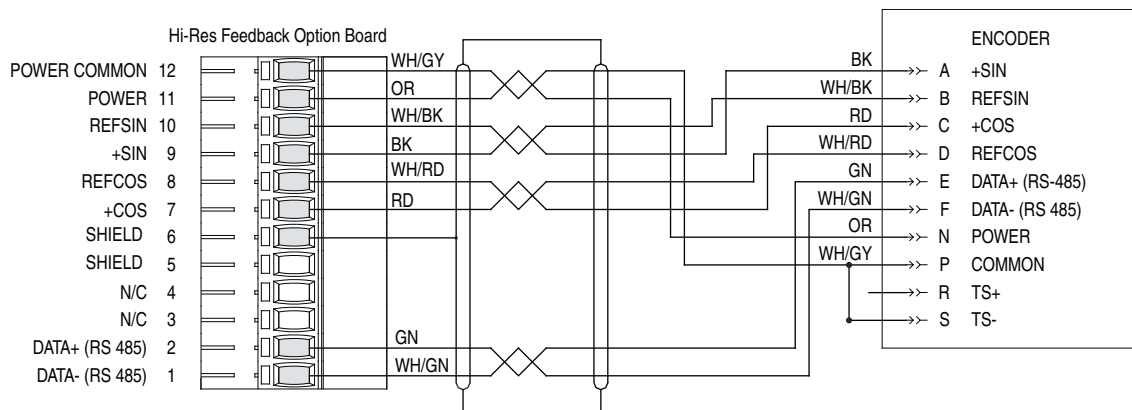 Hi-Res Feedback Option Board
ENCODER
POWER COMMON 12
POWER 11
REFSIN 10
+SIN 9
REFCOS 8
+COS 7
SHIELD 6
SHIELD 5
N/C 4
N/C 3
DATA+ (RS 485) 2
DATA- (RS 485) 1
WH/GY
OR
WH/BK
BK
WH/RD
RD
GN
WH/GN
BK
WH/BK
RD
WH/RD
GN
WH/GN
OR
WH/GY
A +SIN
B REFSIN
C +COS
D REFCOS
E DATA+ (RS-485)
F DATA- (RS 485)
N POWER
P COMMON
R TS+
S TS-